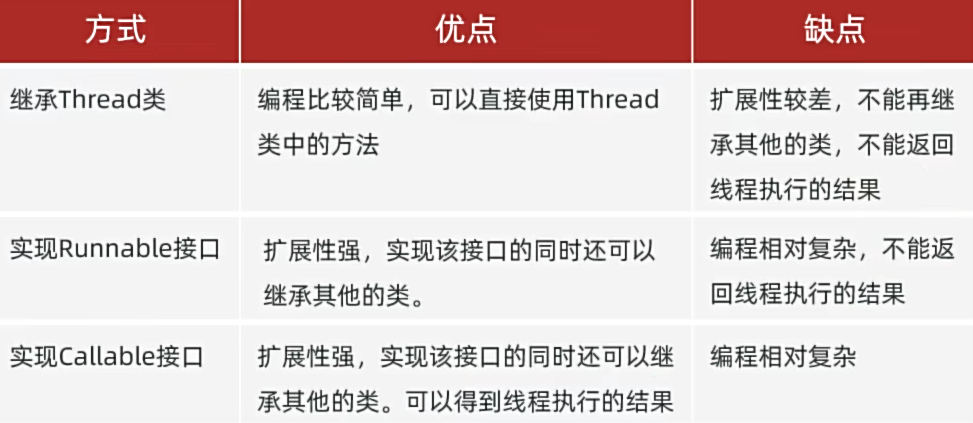 方式 优点 缺点
继承Thread类
编程比较简单，可以直接使用Thread
类中的方法
扩展性较差，不能再继
承其他的类，不能返回
线程执行的结果
实现Runnable接口
扩展性强，实现该接口的同时还可以
继承其他的类。
编程相对复杂，不能返
回线程执行的结果
实现Callable接口
扩展性强，实现该接口的同时还可以继
承其他的类。可以得到线程执行的结果
编程相对复杂